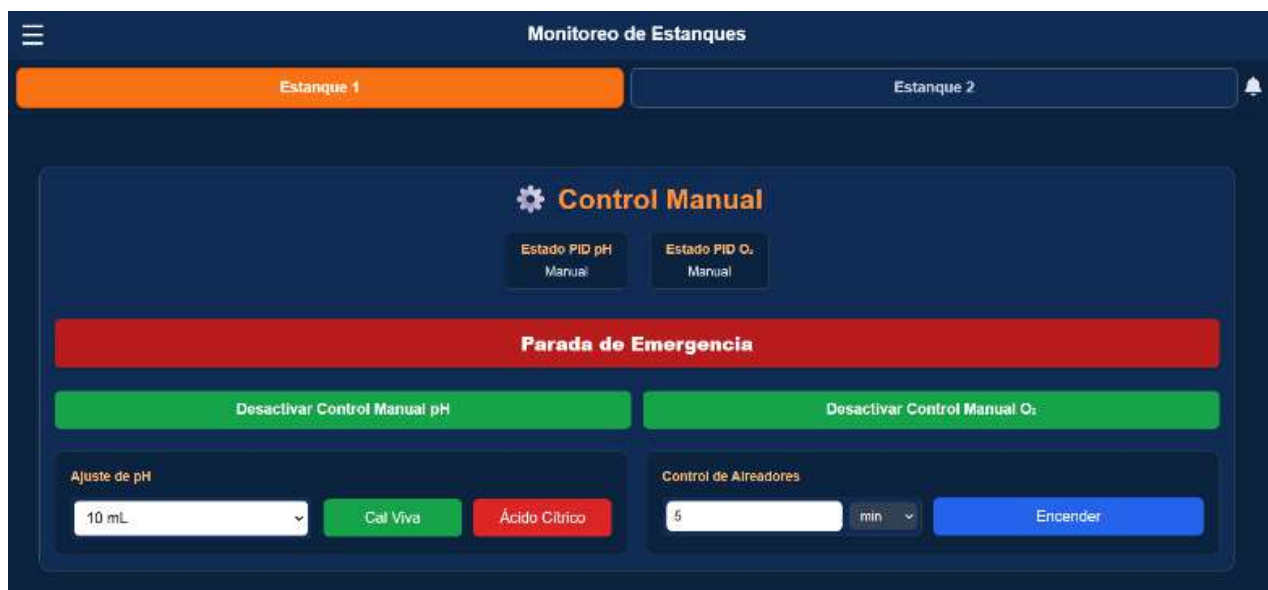 Monitoreo de Estanques
Estanque 1
Estanque 2
Control Manual
Estado PID pH
Manual
Estado PID O₂
Manual
Parada de Emergencia
Desactivar Control Manual pH
Desactivar Control Manual O₂
Ajuste de pH
10 mL
Cal Viva
Ácido Cítrico
Control de Aireadores
5
min
Encender